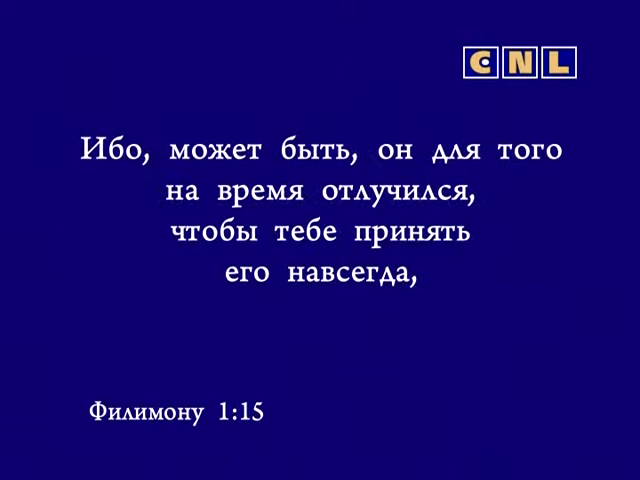 CNL
Ибо, может быть, он для того
на время отлучился,
чтобы тебе принять
его навсегда,
Филимону 1:15